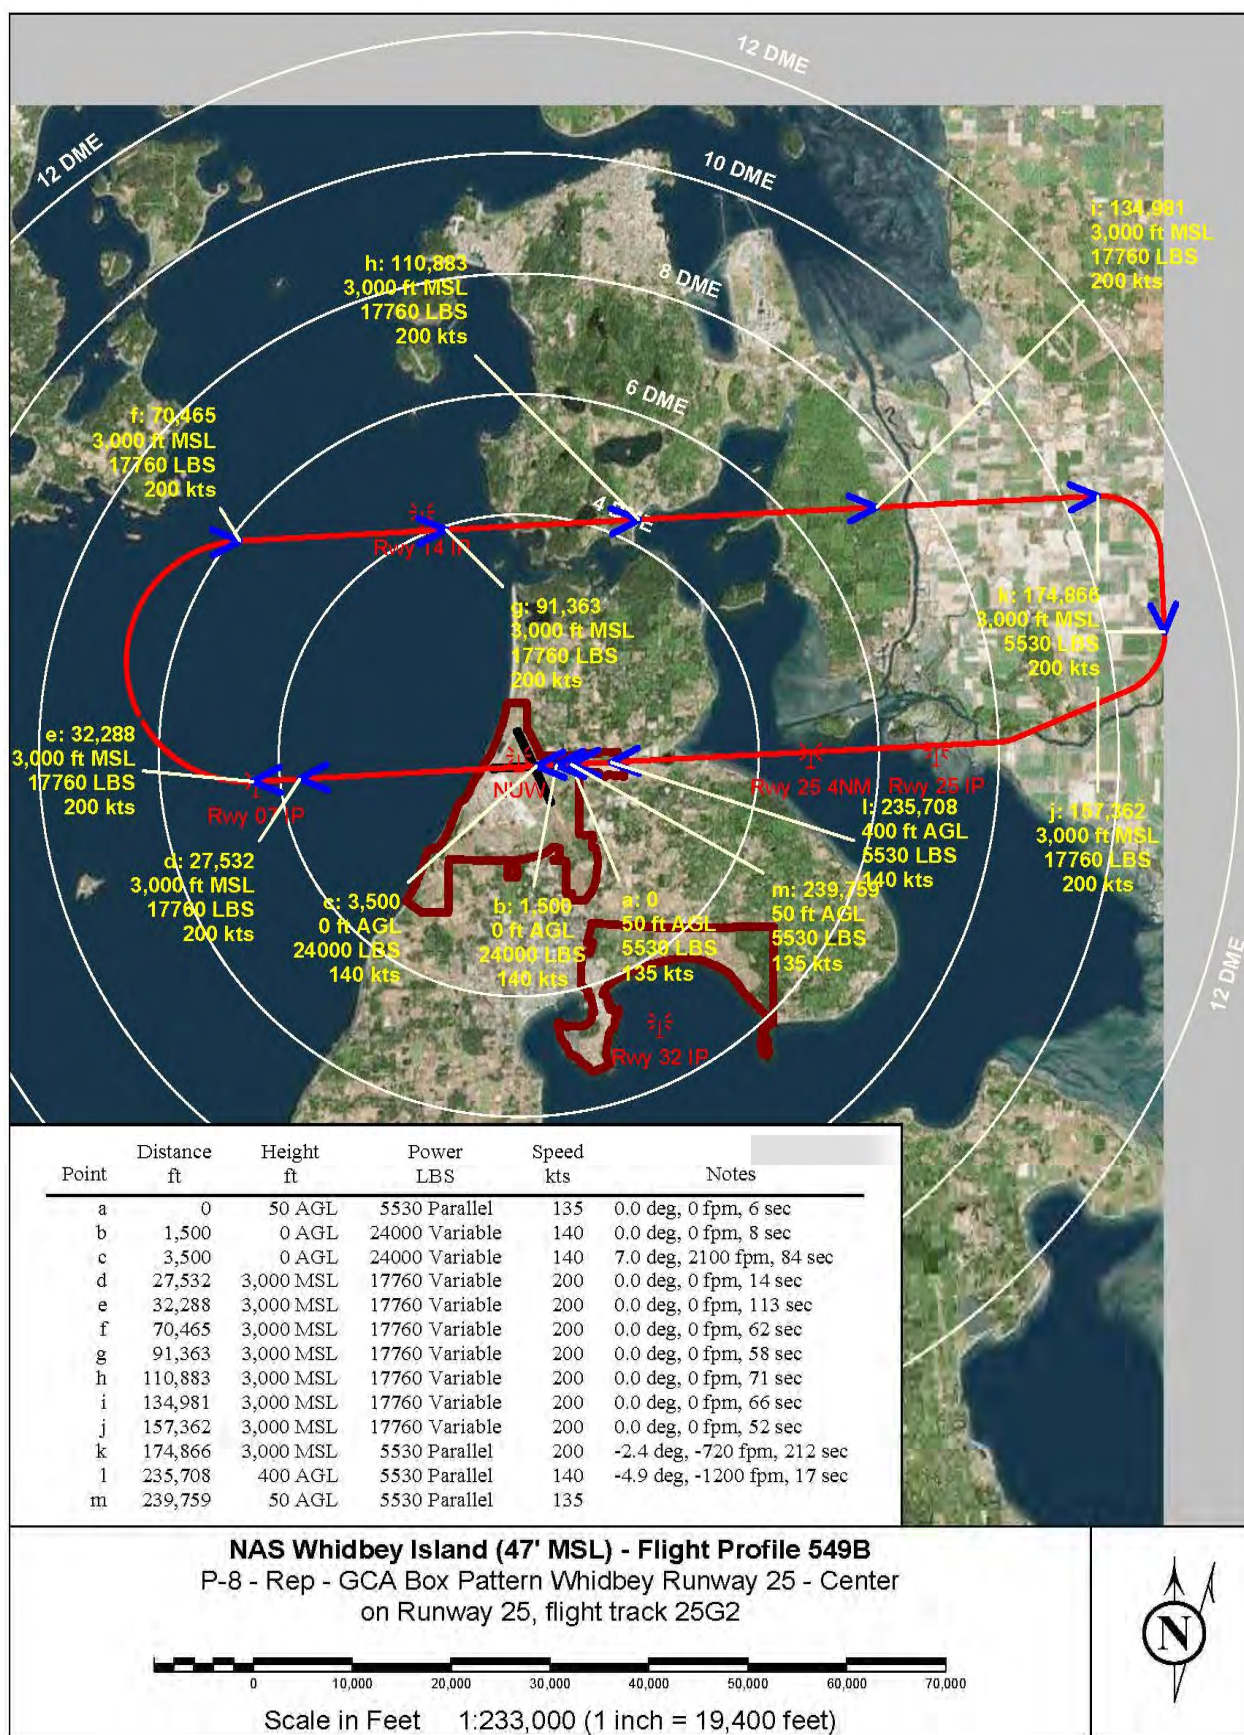 12 DME
12 DME
10 DME
8 DME
6 DME
i: 134,981
3,000 ft MSL
17760 LBS
200 kts
h: 110,883
3,000 ft MSL
17760 LBS
200 kts
f: 70,465
3,000 ft MSL
17760 LBS
200 kts
Rwy 14 IP
g: 91,363
3,000 ft MSL
17760 LBS
200 kts
k: 174,866
3,000 ft MSL
5530 LBS
200 kts
e: 32,288
3,000 ft MSL
17760 LBS
200 kts
Rwy 07 IP
NUW
Rwy 25 4NM
Rwy 25 IP
d: 27,532
3,000 ft MSL
17760 LBS
200 kts
l: 235,708
400 ft AGL
5530 LBS
140 kts
j: 157,362
3,000 ft MSL
17760 LBS
200 kts
c: 3,500
0 ft AGL
24000 LBS
140 kts
b: 1,500
0 ft AGL
24000 LBS
140 kts
a: 0
50 ft AGL
5530 LBS
135 kts
m: 239,759
50 ft AGL
5530 LBS
135 kts
12 DME
Rwy 32 IP
Point Distance ft Height ft Power LBS Speed kts Notes
a 0 50 AGL 5530 Parallel 135 0.0 deg, 0 fpm, 6 sec
b 1,500 0 AGL 24000 Variable 140 0.0 deg, 0 fpm, 8 sec
c 3,500 0 AGL 24000 Variable 140 7.0 deg, 2100 fpm, 84 sec
d 27,532 3,000 MSL 17760 Variable 200 0.0 deg, 0 fpm, 14 sec
e 32,288 3,000 MSL 17760 Variable 200 0.0 deg, 0 fpm, 113 sec
f 70,465 3,000 MSL 17760 Variable 200 0.0 deg, 0 fpm, 62 sec
g 91,363 3,000 MSL 17760 Variable 200 0.0 deg, 0 fpm, 58 sec
h 110,883 3,000 MSL 17760 Variable 200 0.0 deg, 0 fpm, 71 sec
i 134,981 3,000 MSL 17760 Variable 200 0.0 deg, 0 fpm, 66 sec
j 157,362 3,000 MSL 17760 Variable 200 0.0 deg, 0 fpm, 52 sec
k 174,866 3,000 MSL 5530 Parallel 200 -2.4 deg, -720 fpm, 212 sec
l 235,708 400 AGL 5530 Parallel 140 -4.9 deg, -1200 fpm, 17 sec
m 239,759 50 AGL 5530 Parallel 135
NAS Whidbey Island (47' MSL) - Flight Profile 549B
P-8 - Rep - GCA Box Pattern Whidbey Runway 25 - Center
on Runway 25, flight track 25G2
0 10,000 20,000 30,000 40,000 50,000 60,000 70,000
Scale in Feet 1:233,000 (1 inch = 19,400 feet)
N